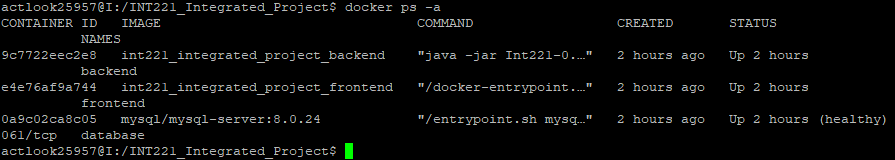 actlook25957@I:/INT221_Integrated_Project$ docker ps -a
CONTAINER ID   IMAGE                                 COMMAND                  CREATED       STATUS
           NAMES
9c7722eec2e8   int221_integrated_project_backend     "java -jar Int221-0.…"   2 hours ago   Up 2 hours
           backend
e4e76af9a744   int221_integrated_project_frontend    "/docker-entrypoint.…"   2 hours ago   Up 2 hours
           frontend
0a9c02ca8c05   mysql/mysql-server:8.0.24             "/entrypoint.sh mysq…"   2 hours ago   Up 2 hours (healthy)
061/tcp    database
actlook25957@I:/INT221_Integrated_Project$